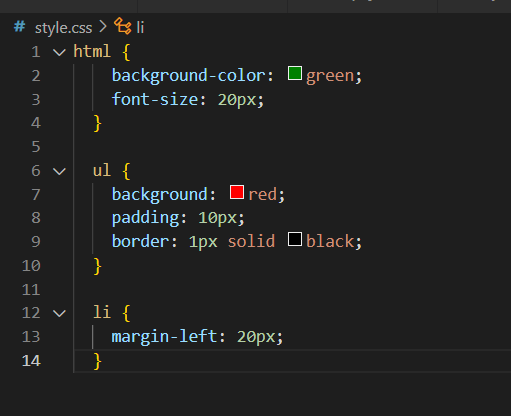 # style.css > li
1 html {
2 background-color: green;
3 font-size: 20px;
4 }
5
6 ul {
7 background: red;
8 padding: 10px;
9 border: 1px solid black;
10 }
11
12 li {
13 margin-left: 20px;
14 }